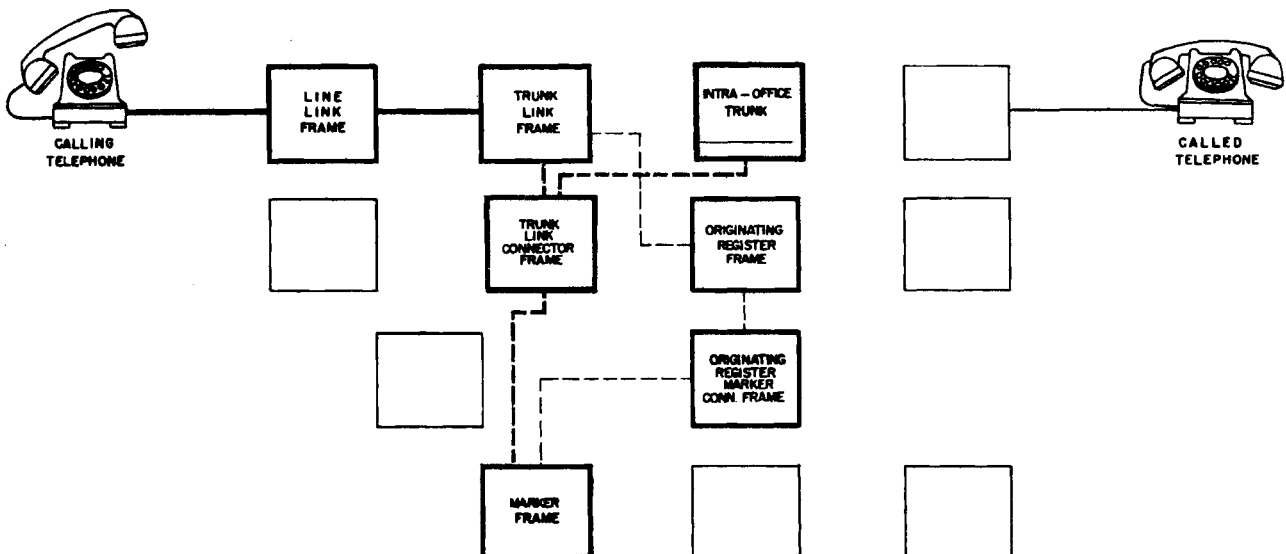 CALLING
TELEPHONE
LINE
LINK
FRAME
TRUNK
LINK
FRAME
INTRA-OFFICE
TRUNK
CALLED
TELEPHONE
TRUNK
LINK
CONNECTOR
FRAME
ORIGINATING
REGISTER
FRAME
ORIGINATING
REGISTER
MARKER
CONN. FRAME
MARKER
FRAME